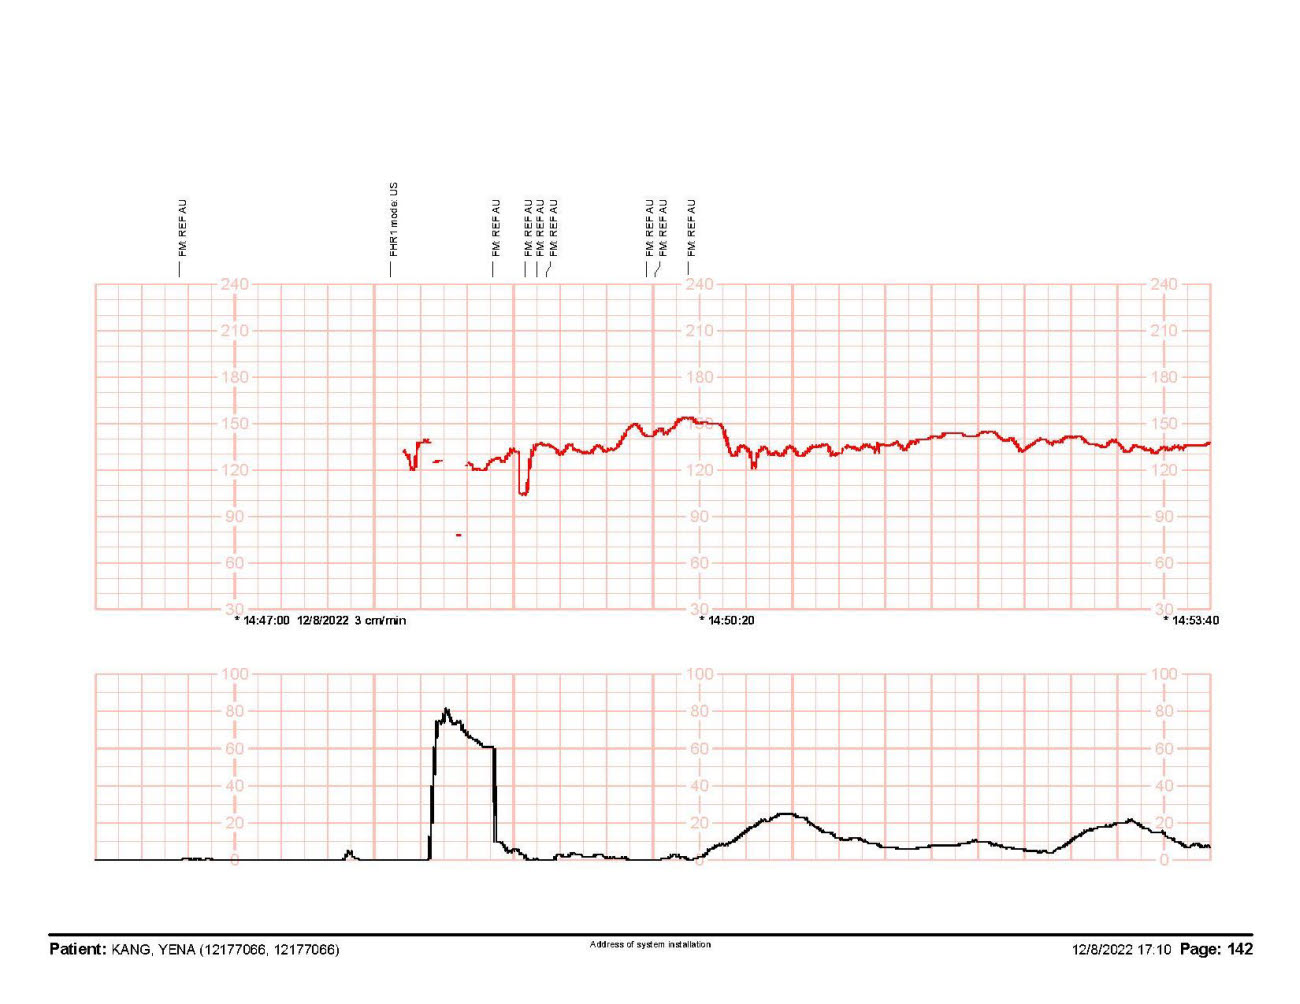 FM: REF AU
FHR1 mode: US
FM: REF AU
FM: REF AU
FM: REF AU
FM: REF AU
FM: REF AU
FM: REF AU
FM: REF AU
240 240 240
210 210 210
180 180 180
150 150 150
120 120 120
90 90 90
60 60 60
30 30 30
* 14:47:00 12/8/2022 3 cm/min * 14:50:20 * 14:53:40
100 100 100
80 80 80
60 60 60
40 40 40
20 20 20
0 0 0
Patient: KANG, YENA (12177066, 12177066) Address of system installation 12/8/2022 17:10 Page: 142